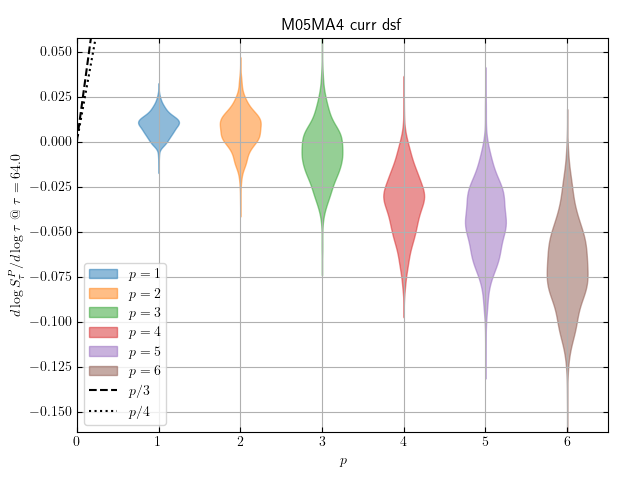 M05MA4 curr dsf
d log S_τ^P / d log τ @ τ = 64.0
0.050
0.025
0.000
−0.025
−0.050
−0.075
−0.100
−0.125
−0.150
p = 1
p = 2
p = 3
p = 4
p = 5
p = 6
p/3
p/4
0 1 2 3 4 5 6
p